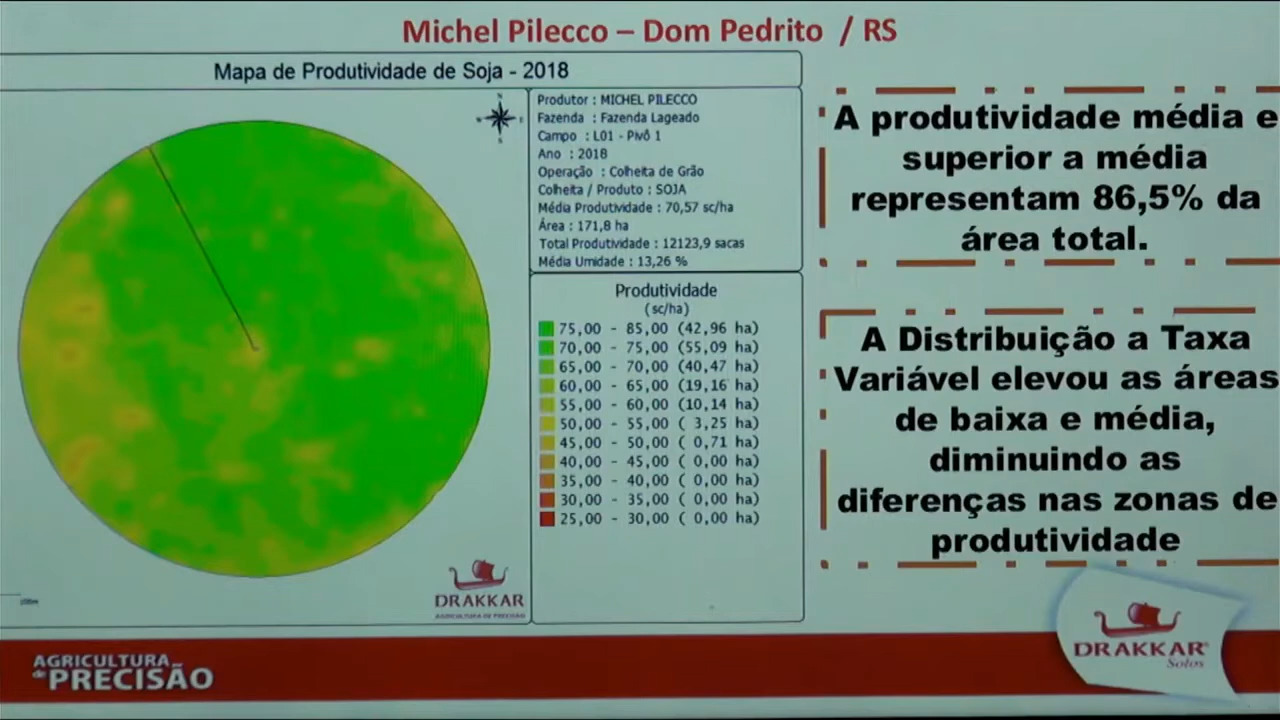 Michel Pilecco – Dom Pedrito / RS
Mapa de Produtividade de Soja - 2018
Produtor : MICHEL PILECCO
Fazenda : Fazenda Lageado
Campo : L01 - Pivô 1
Ano : 2018
Operação : Colheita de Grão
Colheita / Produto : SOJA
Média Produtividade : 70,57 sc/ha
Área : 171,8 ha
Total Produtividade : 12123,9 sacas
Média Umidade : 13,26 %
Produtividade
(sc/ha)
75,00 - 85,00 (42,96 ha)
70,00 - 75,00 (55,09 ha)
65,00 - 70,00 (40,47 ha)
60,00 - 65,00 (19,16 ha)
55,00 - 60,00 (10,14 ha)
50,00 - 55,00 ( 3,25 ha)
45,00 - 50,00 ( 0,71 ha)
40,00 - 45,00 ( 0,00 ha)
35,00 - 40,00 ( 0,00 ha)
30,00 - 35,00 ( 0,00 ha)
25,00 - 30,00 ( 0,00 ha)
DRAKKAR
AGRICULTURA DE PRECISÃO
A produtividade média e
superior a média
representam 86,5% da
área total.
A Distribuição a Taxa
Variável elevou as áreas
de baixa e média,
diminuindo as
diferenças nas zonas de
produtividade
AGRICULTURA
de PRECISÃO
DRAKKAR
Solos